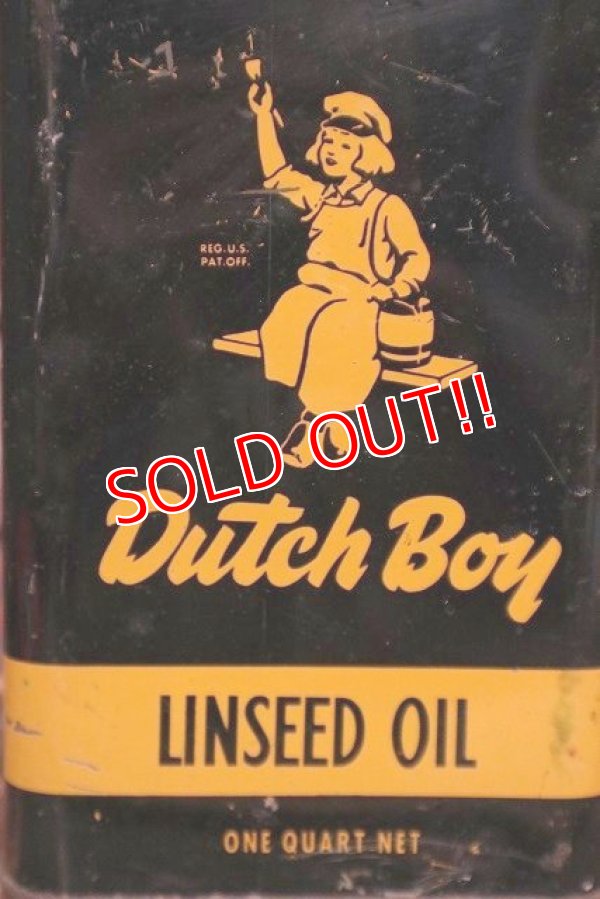 REG. U.S.
PAT. OFF.
SOLD OUT!!
Dutch Boy
LINSEED OIL
ONE QUART NET